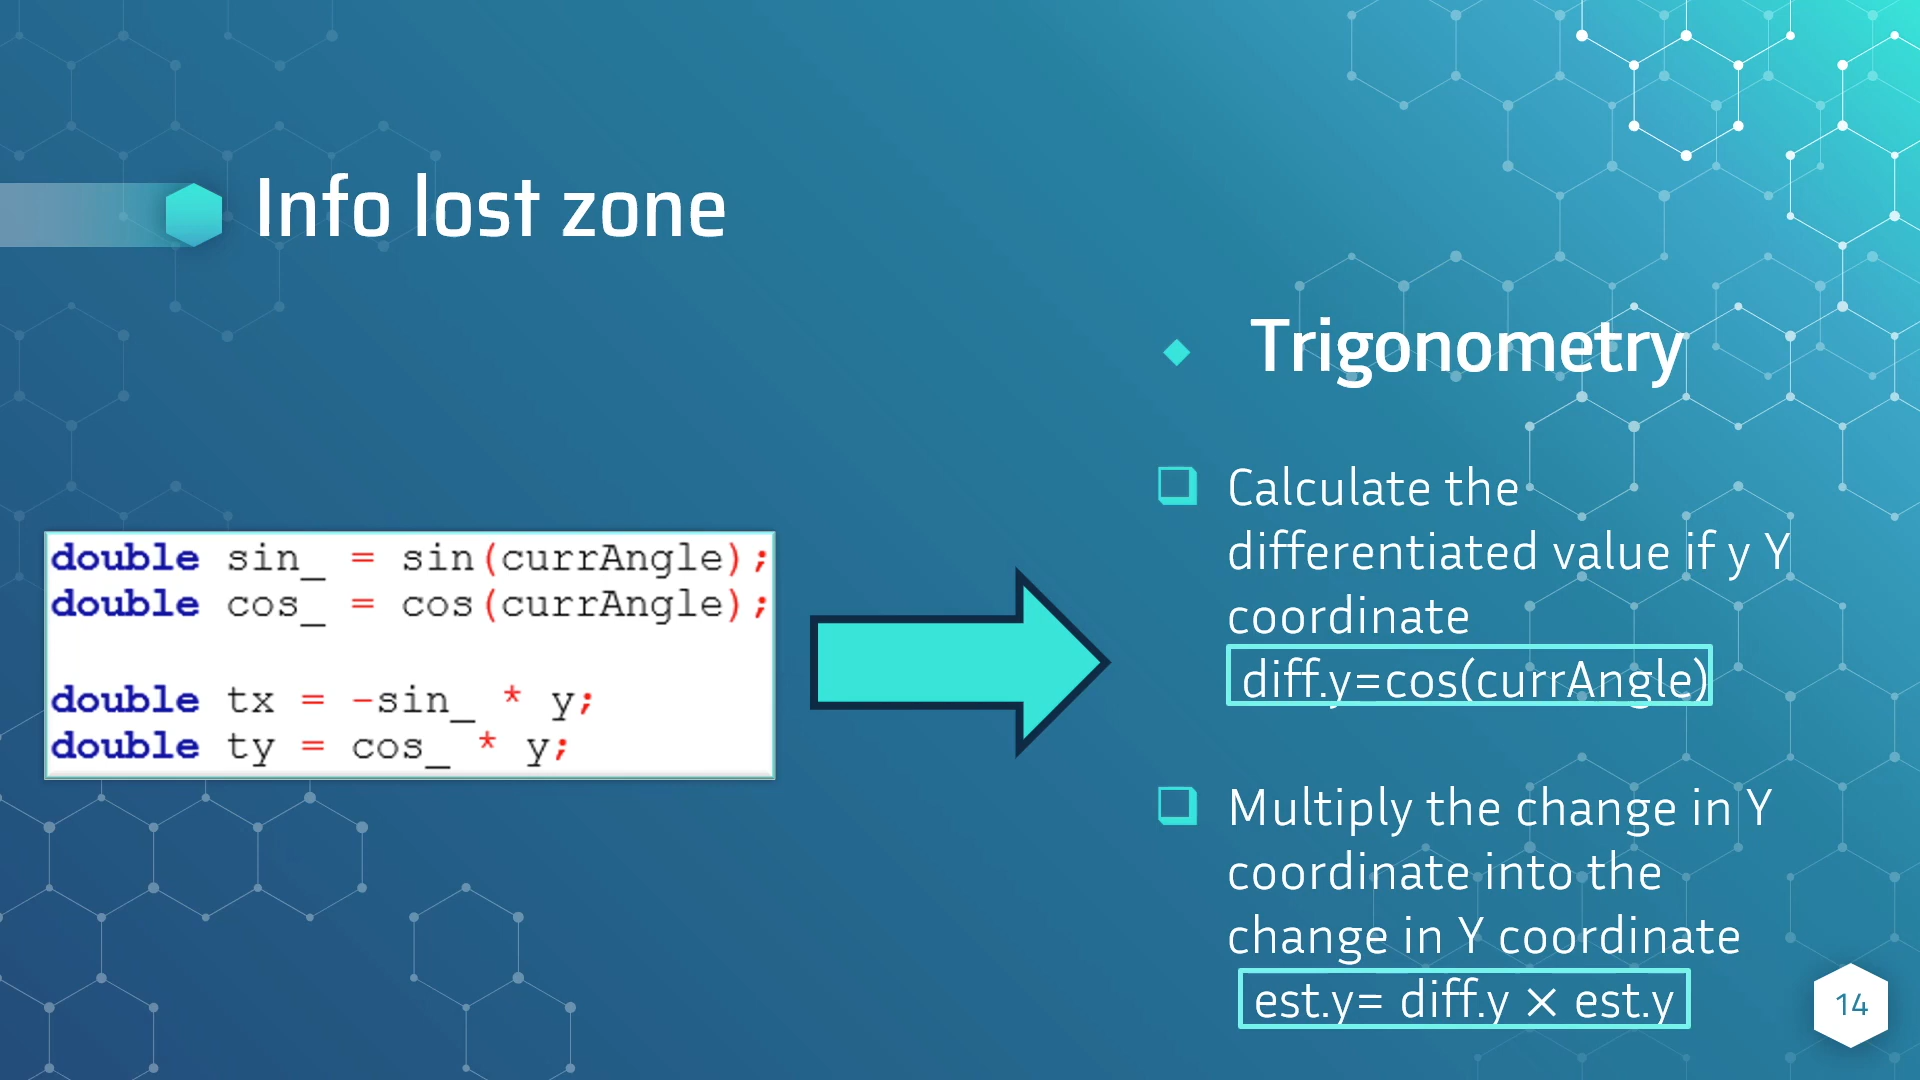 Info lost zone
double sin_ = sin(currAngle);
double cos_ = cos(currAngle);
double tx = -sin_ * y;
double ty = cos_ * y;
Trigonometry
Calculate the
differentiated value if y Y
coordinate
diff.y=cos(currAngle)
Multiply the change in Y
coordinate into the
change in Y coordinate
est.y= diff.y × est.y
14